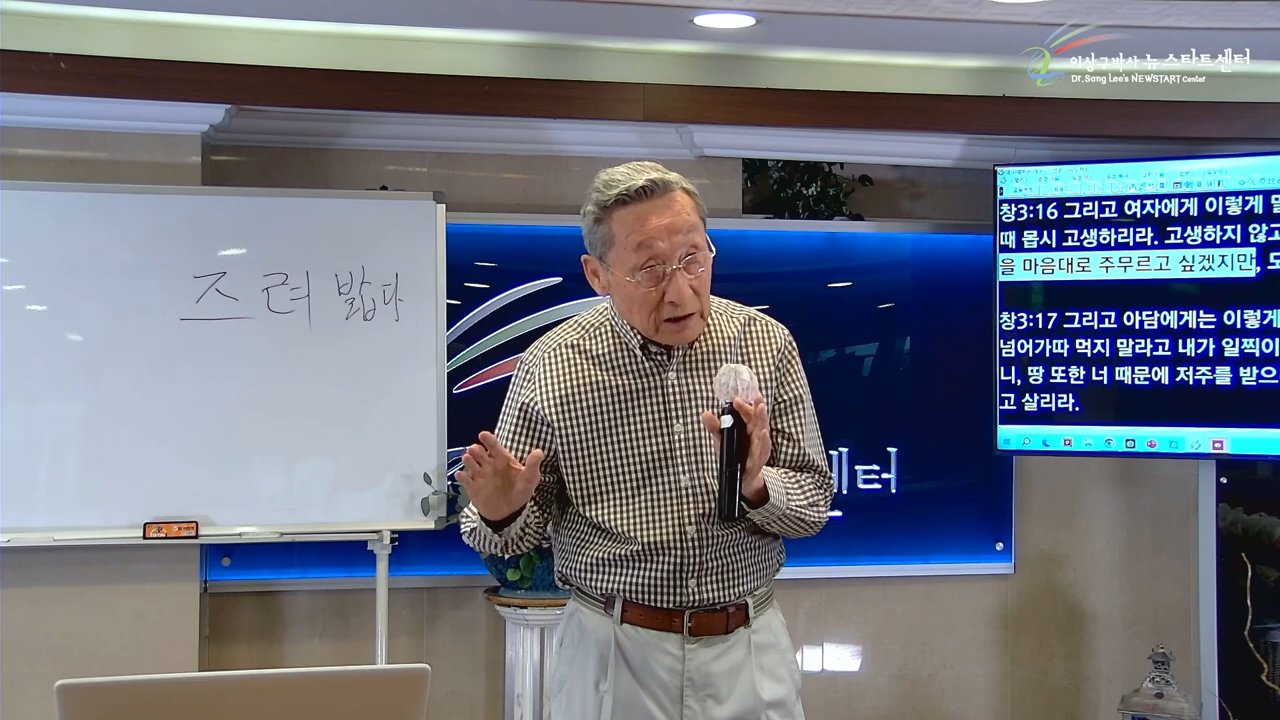 이상구박사 뉴스타트센터
Dr. Sang Lee's NEWSTART Center
즈려 밟다
창3:16 그리고 여자에게 이렇게
때 몹시 고생하리라. 고생하지 않고
을 마음대로 주무르고 싶겠지만,
창3:17 그리고 아담에게는 이렇게
넘어가따 먹지 말라고 내가 일찍이
니, 땅 또한 너 때문에 저주를 받으
고 살리라.
센터